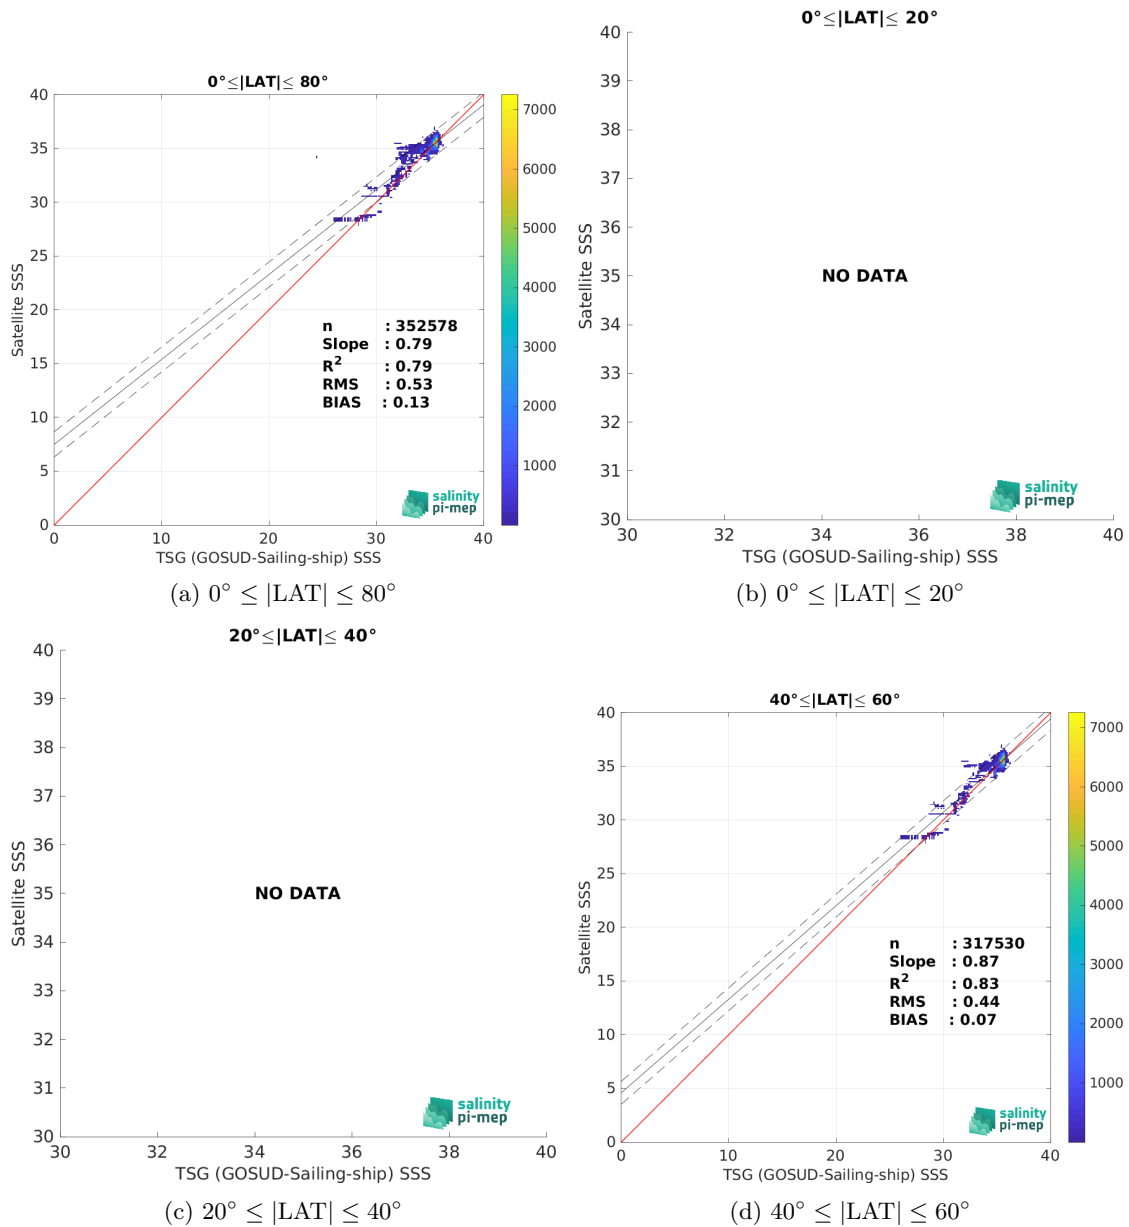 0°≤|LAT|≤ 80°
40
35
30
25
20
15
10
5
0
Satellite SSS
0
10
20
30
40
TSG (GOSUD-Sailing-ship) SSS
7000
6000
5000
4000
3000
2000
1000
n : 352578
Slope : 0.79
R² : 0.79
RMS : 0.53
BIAS : 0.13
salinity
pi-mep
(a) 0° ≤ |LAT| ≤ 80°
0°≤|LAT|≤ 20°
40
39
38
37
36
35
34
33
32
31
30
Satellite SSS
NO DATA
30
32
34
36
38
40
TSG (GOSUD-Sailing-ship) SSS
salinity
pi-mep
(b) 0° ≤ |LAT| ≤ 20°
20°≤|LAT|≤ 40°
40
39
38
37
36
35
34
33
32
31
30
Satellite SSS
NO DATA
30
32
34
36
38
40
TSG (GOSUD-Sailing-ship) SSS
salinity
pi-mep
(c) 20° ≤ |LAT| ≤ 40°
40°≤|LAT|≤ 60°
40
35
30
25
20
15
10
5
0
Satellite SSS
0
10
20
30
40
TSG (GOSUD-Sailing-ship) SSS
7000
6000
5000
4000
3000
2000
1000
n : 317530
Slope : 0.87
R² : 0.83
RMS : 0.44
BIAS : 0.07
salinity
pi-mep
(d) 40° ≤ |LAT| ≤ 60°